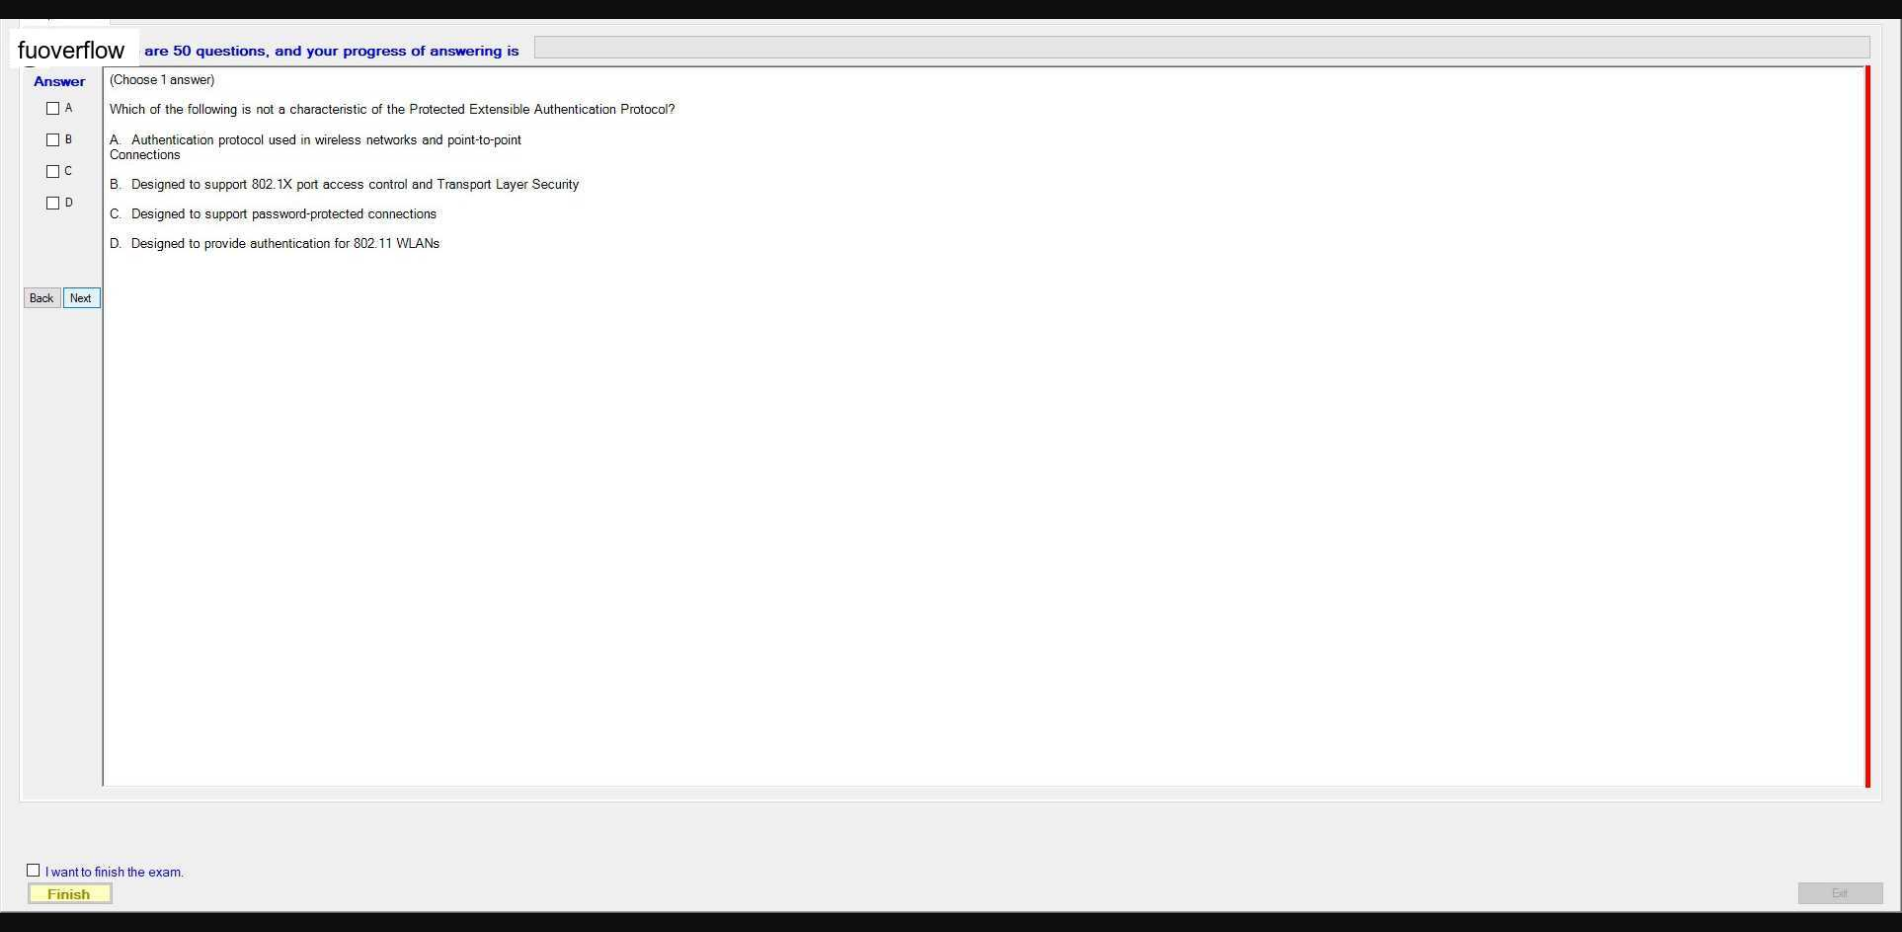 fuoverflow are 50 questions, and your progress of answering is
Answer
(Choose 1 answer)
A
Which of the following is not a characteristic of the Protected Extensible Authentication Protocol?
B
A. Authentication protocol used in wireless networks and point-to-point
Connections
C
B. Designed to support 802.1X port access control and Transport Layer Security
D
C. Designed to support password-protected connections
D. Designed to provide authentication for 802.11 WLANs
Back Next
I want to finish the exam.
Finish
Exit